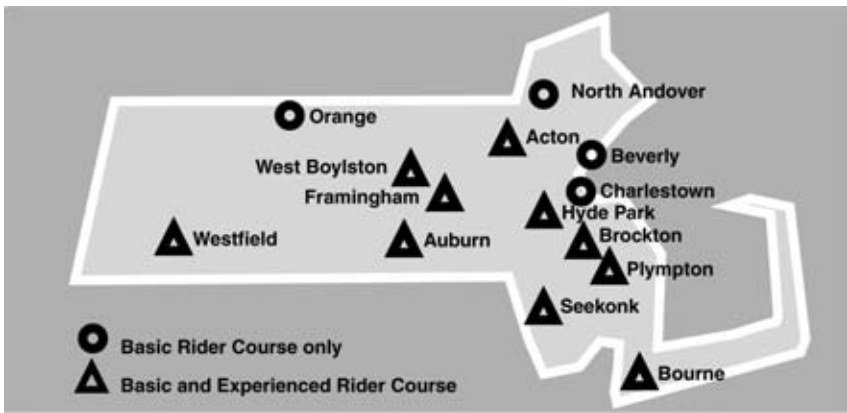 North Andover
Orange
Acton
Beverly
West Boylston
Framingham
Charlestown
Hyde Park
Westfield
Auburn
Brockton
Plympton
Seekonk
Basic Rider Course only
Bourne
Basic and Experienced Rider Course